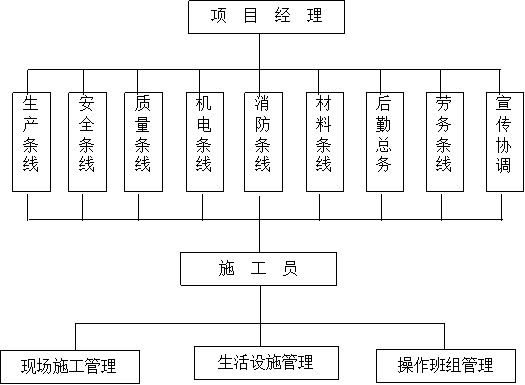 项 目 经 理
生产条线
安全条线
质量条线
机电条线
消防条线
材料条线
后勤总务
劳务条线
宣传协调
施 工 员
现场施工管理
生活设施管理
操作班组管理